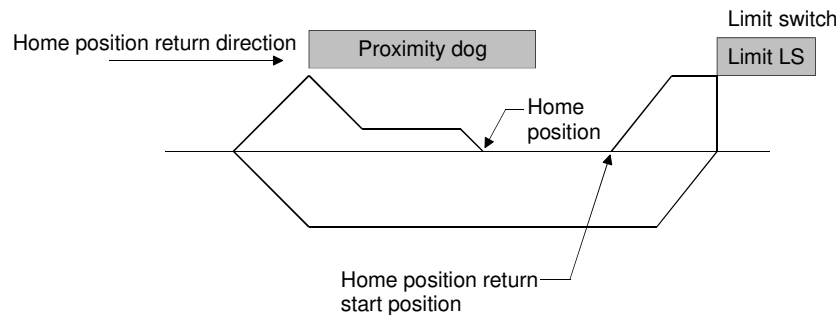 Limit switch
Home position return direction
Proximity dog
Limit LS
Home
position
Home position return
start position